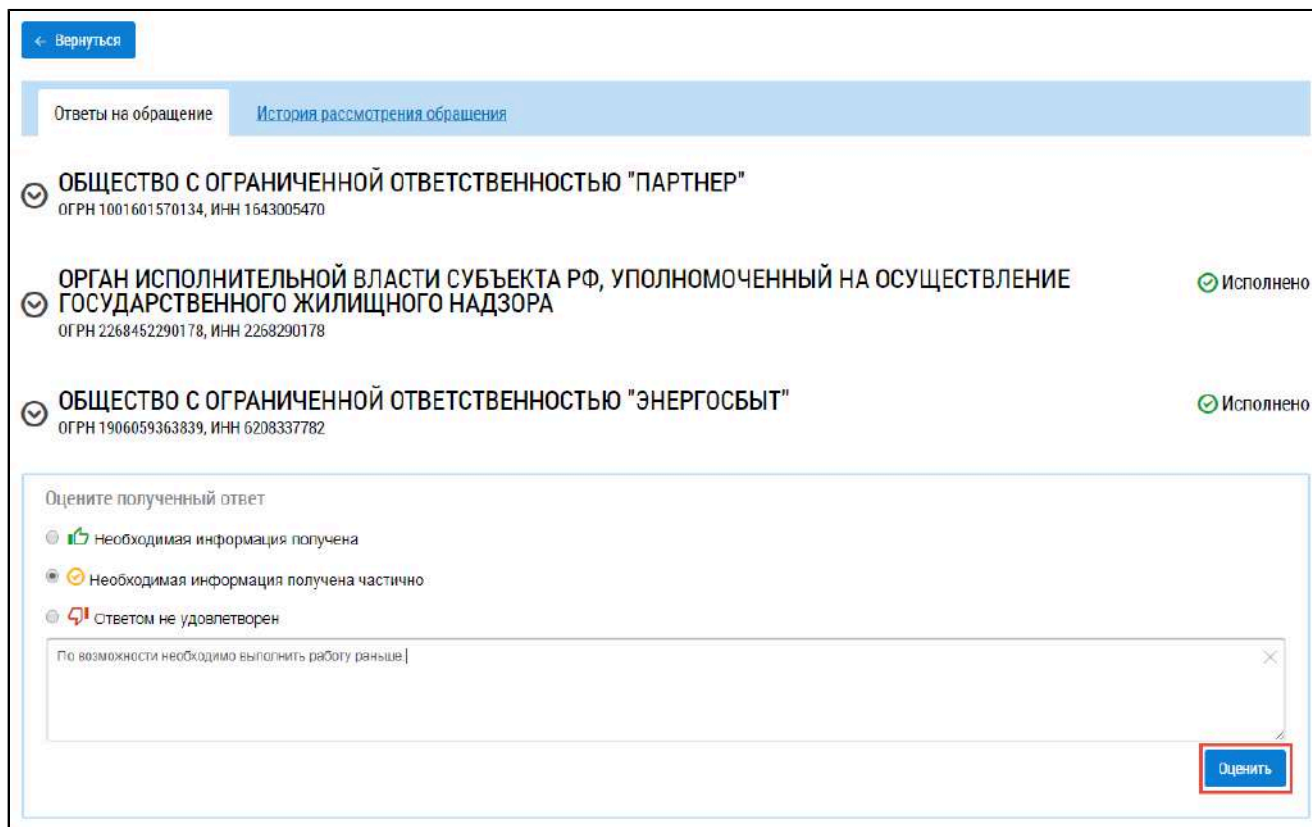 ← Вернуться
Ответы на обращение История рассмотрения обращения
ОБЩЕСТВО С ОГРАНИЧЕННОЙ ОТВЕТСТВЕННОСТЬЮ "ПАРТНЕР"
ОГРН 1001601570134, ИНН 1643005470
ОРГАН ИСПОЛНИТЕЛЬНОЙ ВЛАСТИ СУБЪЕКТА РФ, УПОЛНОМОЧЕННЫЙ НА ОСУЩЕСТВЛЕНИЕ
ГОСУДАРСТВЕННОГО ЖИЛИЩНОГО НАДЗОРА
Исполнено
ОГРН 2268452290178, ИНН 2268290178
ОБЩЕСТВО С ОГРАНИЧЕННОЙ ОТВЕТСТВЕННОСТЬЮ "ЭНЕРГОСБЫТ"
Исполнено
ОГРН 1906059363839, ИНН 6208337782
Оцените полученный ответ
Необходимая информация получена
Необходимая информация получена частично
Ответом не удовлетворен
По возможности необходимо выполнить работу раньше.
Оценить